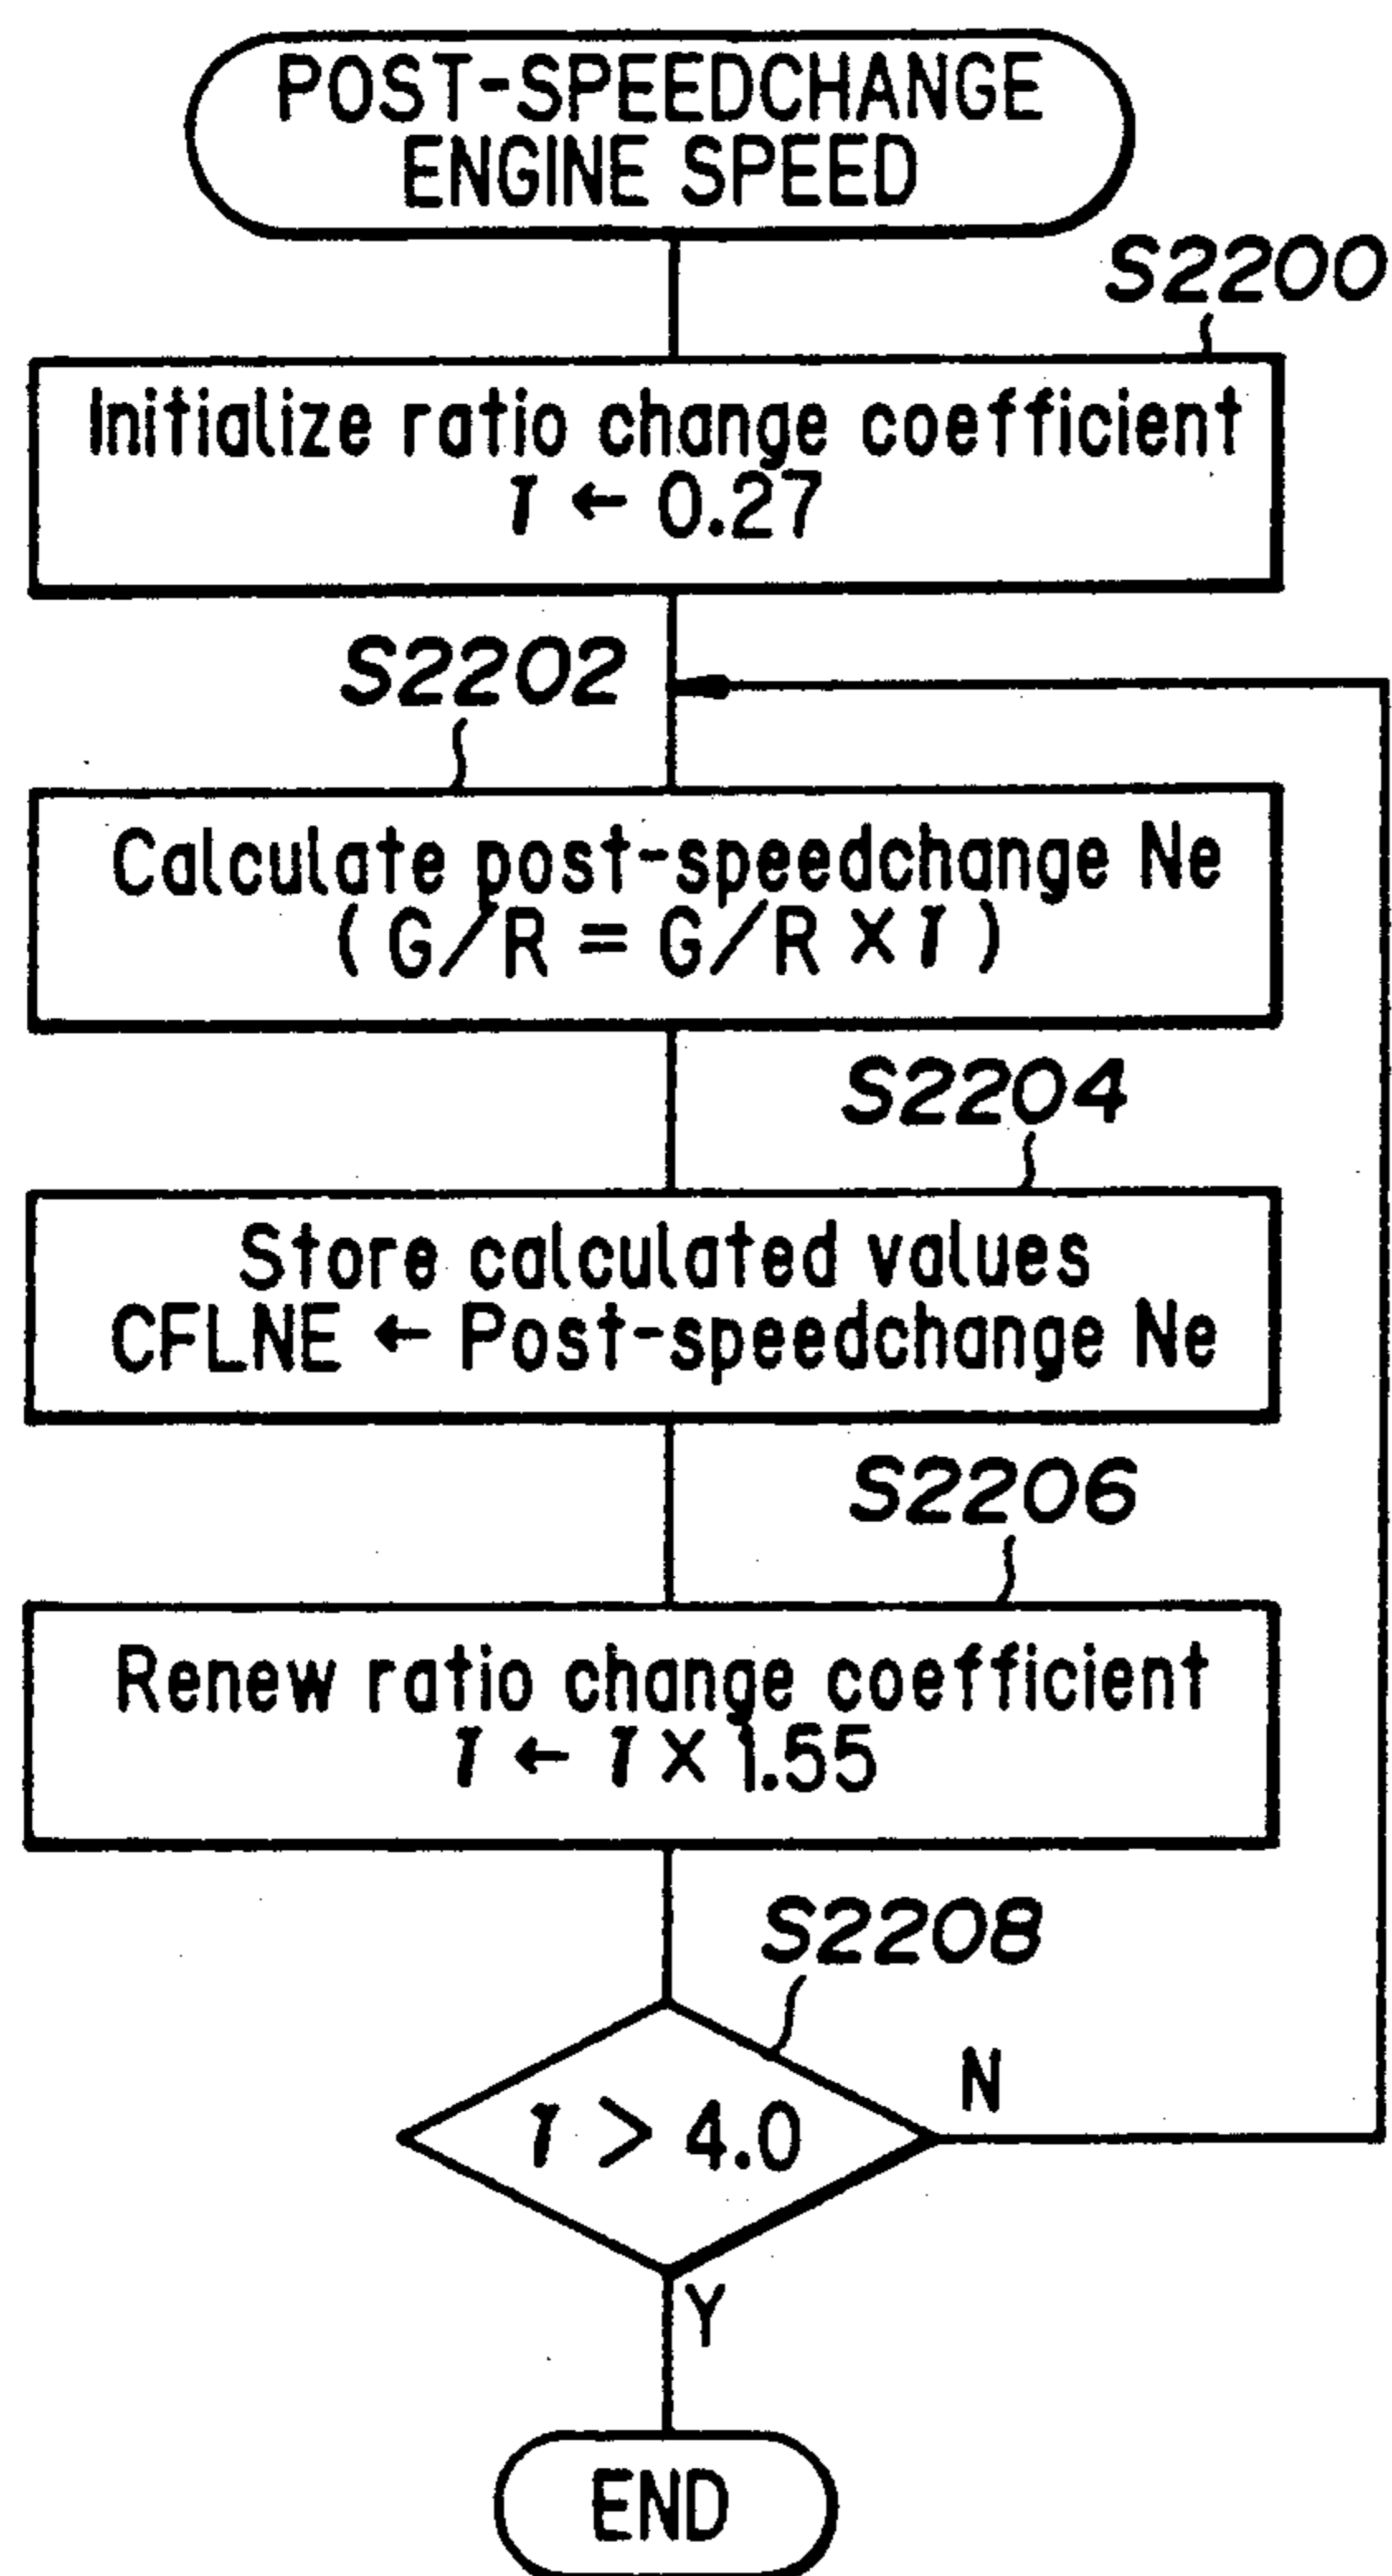 POST-SPEEDCHANGE
ENGINE SPEED
S2200
Initialize ratio change coefficient
r ← 0.27
S2202
Calculate post-speedchange Ne
( G/R = G/R × r )
S2204
Store calculated values
CFLNE ← Post-speedchange Ne
S2206
Renew ratio change coefficient
r ← r × 1.55
S2208
r > 4.0
N
Y
END